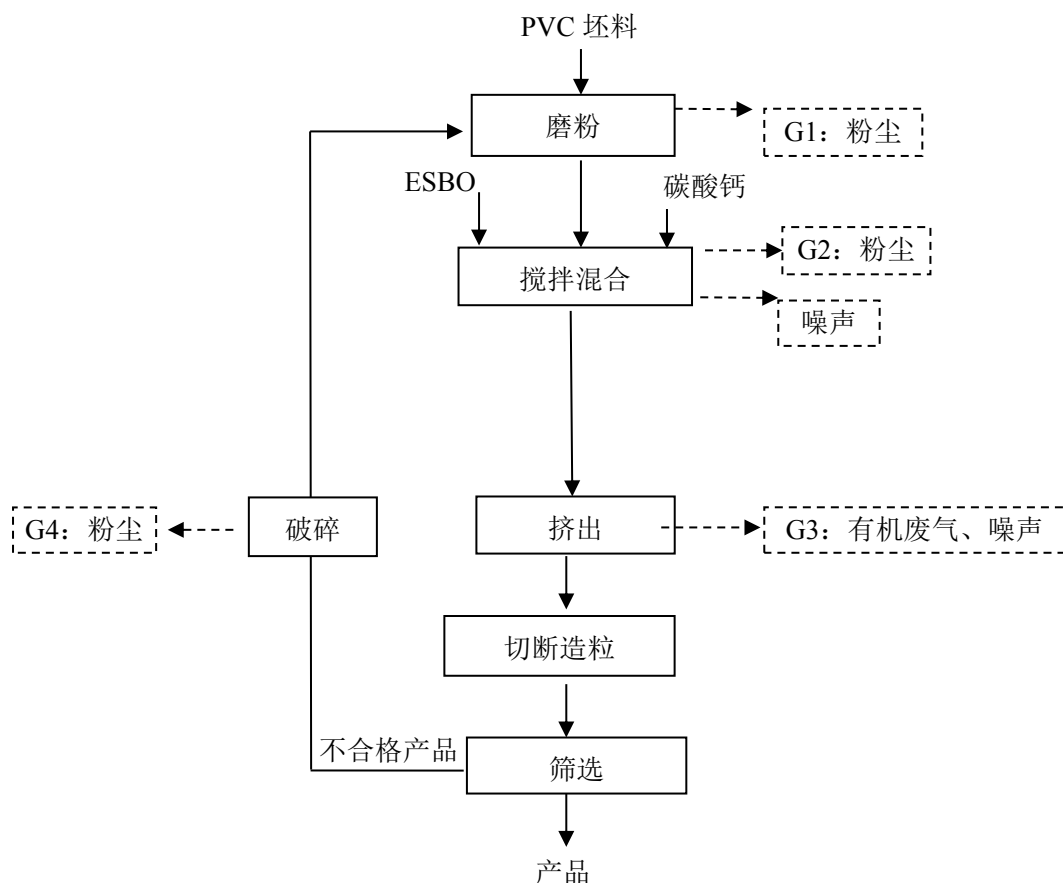 PVC 坯料
磨粉
G1：粉尘
ESBO
碳酸钙
搅拌混合
G2：粉尘
噪声
G4：粉尘
破碎
挤出
G3：有机废气、噪声
切断造粒
不合格产品
筛选
产品